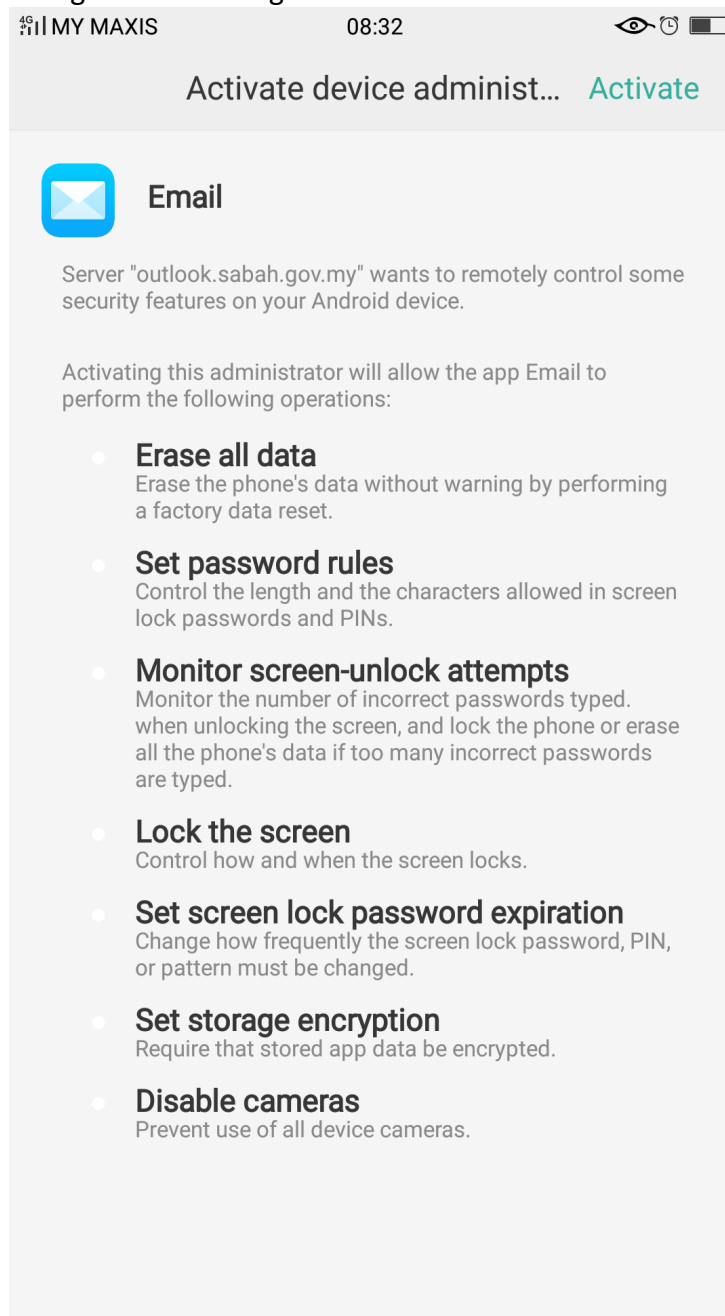 4G MY MAXIS 08:32
Activate device administ... Activate
Email
Server "outlook.sabah.gov.my" wants to remotely control some
security features on your Android device.
Activating this administrator will allow the app Email to
perform the following operations:
Erase all data
Erase the phone's data without warning by performing
a factory data reset.
Set password rules
Control the length and the characters allowed in screen
lock passwords and PINs.
Monitor screen-unlock attempts
Monitor the number of incorrect passwords typed.
when unlocking the screen, and lock the phone or erase
all the phone's data if too many incorrect passwords
are typed.
Lock the screen
Control how and when the screen locks.
Set screen lock password expiration
Change how frequently the screen lock password, PIN,
or pattern must be changed.
Set storage encryption
Require that stored app data be encrypted.
Disable cameras
Prevent use of all device cameras.